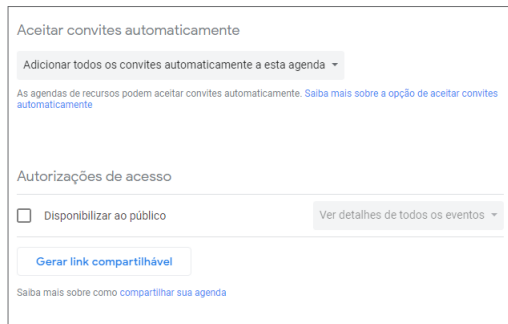 Aceitar convites automaticamente
Adicionar todos os convites automaticamente a esta agenda
As agendas de recursos podem aceitar convites automaticamente. Saiba mais sobre a opção de aceitar convites
automaticamente
Autorizações de acesso
Disponibilizar ao público
Ver detalhes de todos os eventos
Gerar link compartilhável
Saiba mais sobre como compartilhar sua agenda